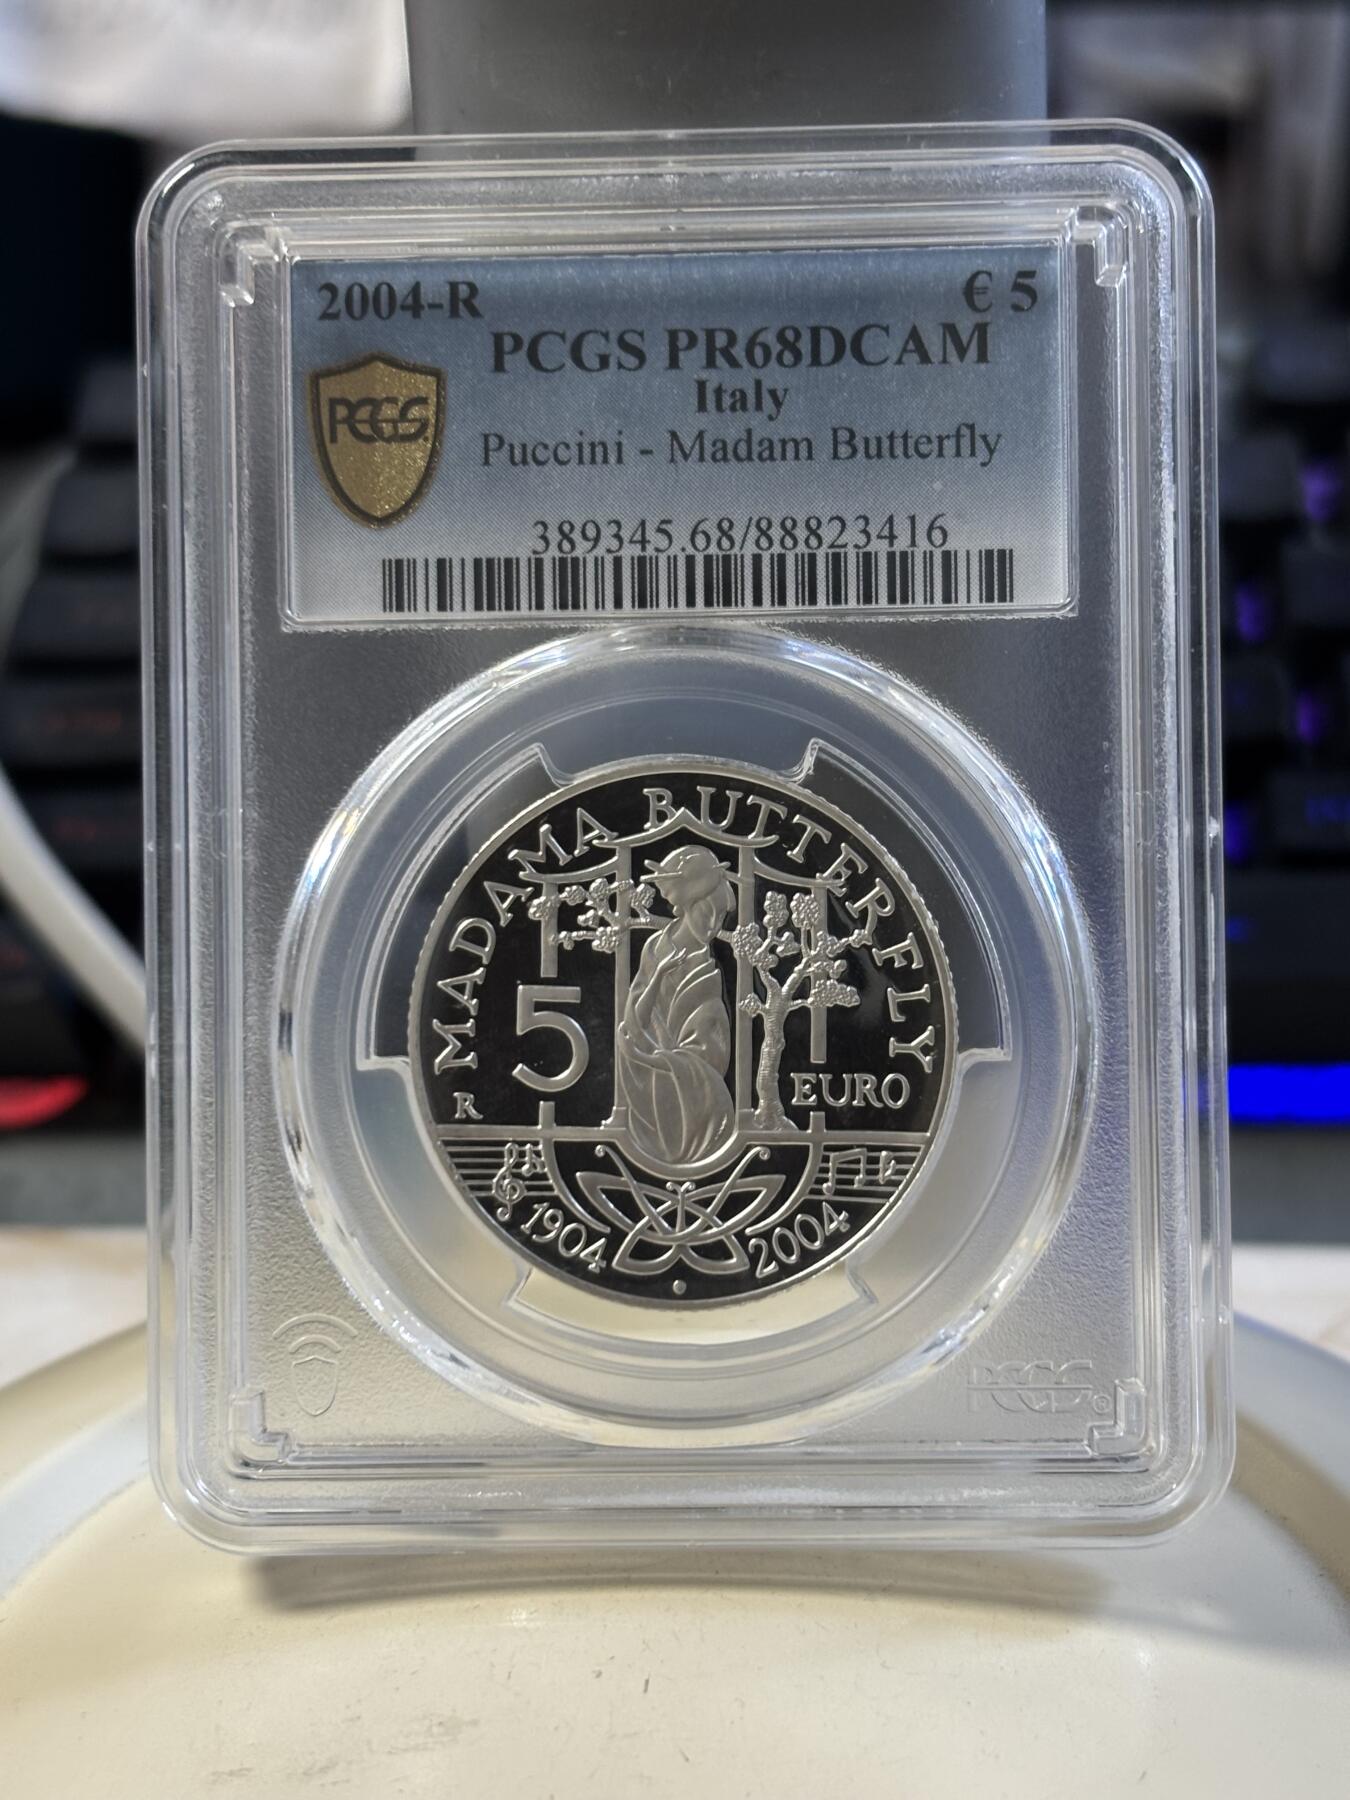 2004-R € 5
PCGS PR68DCAM
Italy
PCGS
Puccini - Madam Butterfly
389345.68/88823416
MADAMA BUTTERFLY
5
R
EURO
1904 2004
PCGS®